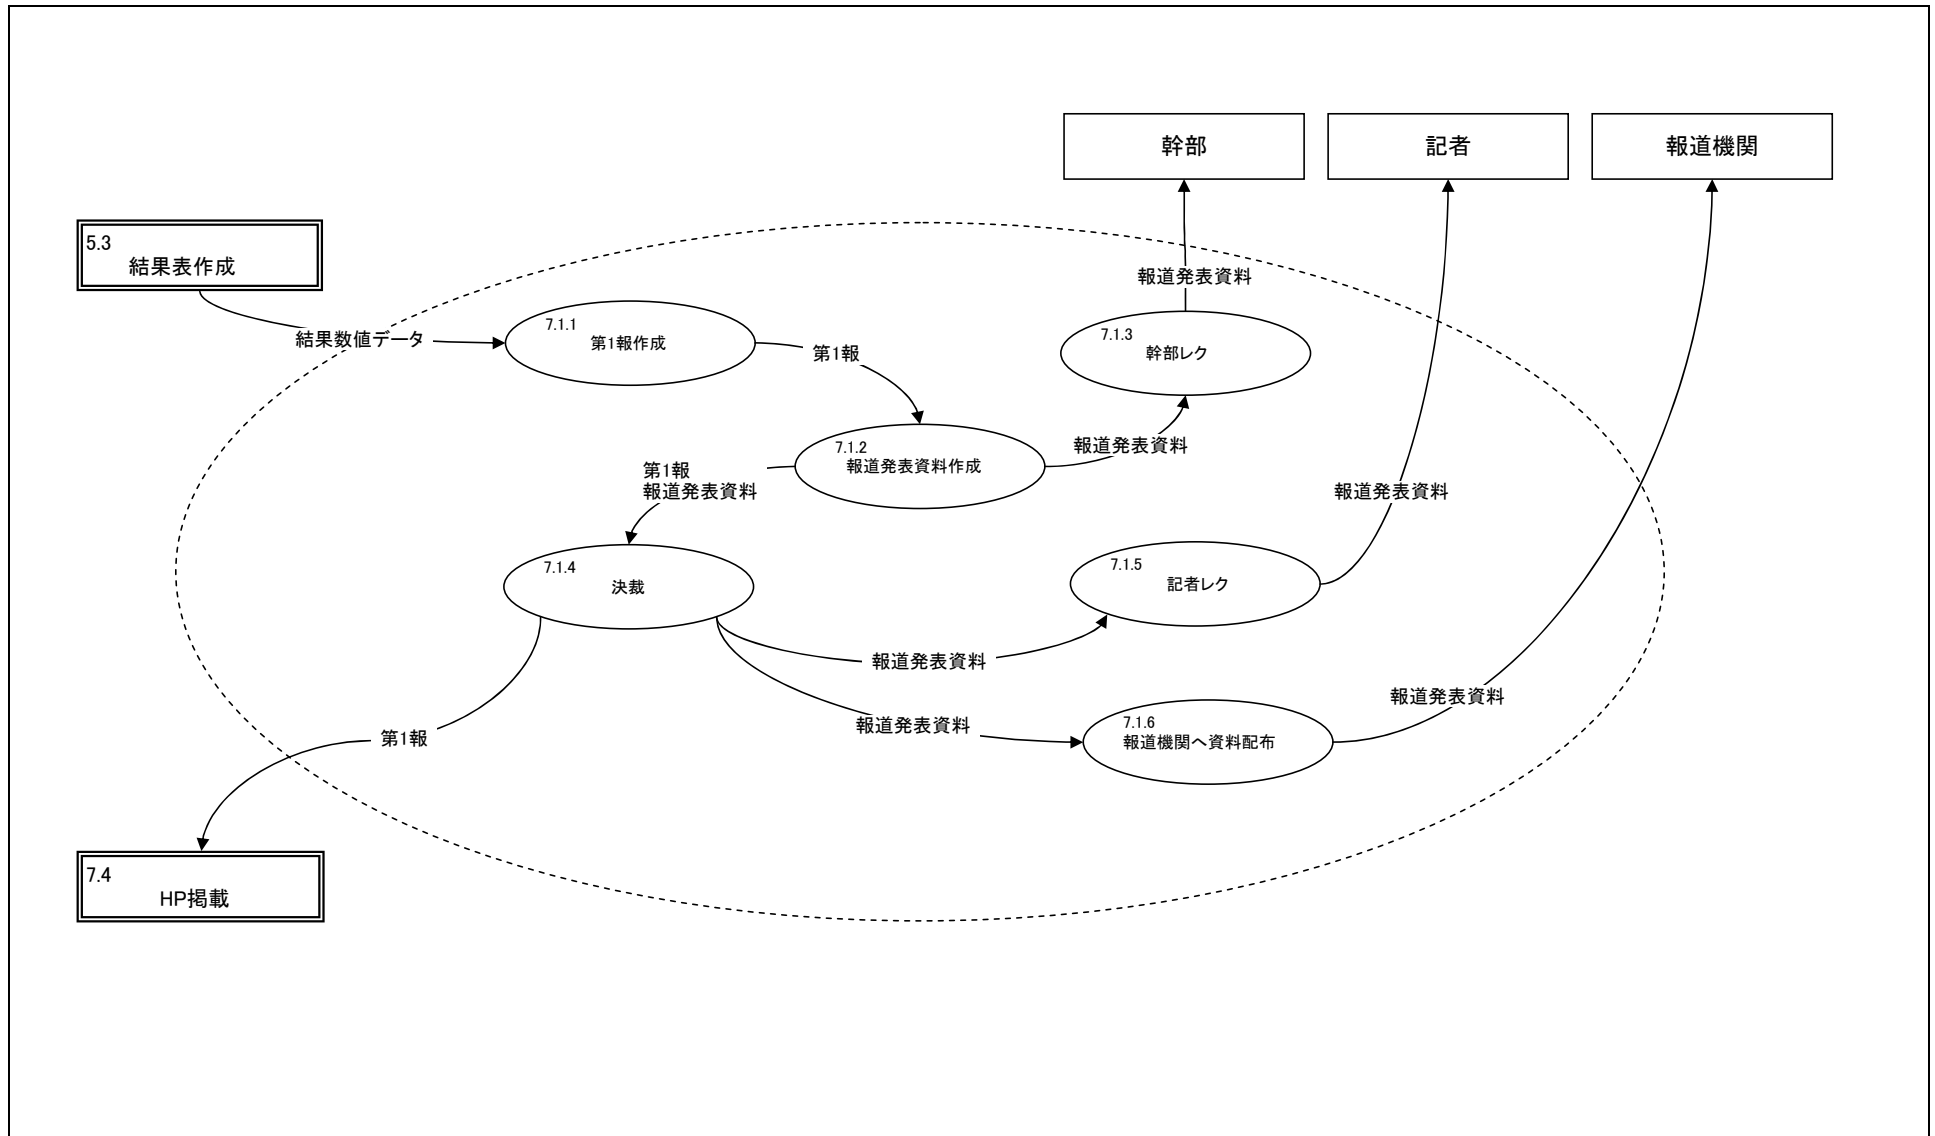 幹部
記者
報道機関
5.3
結果表作成
報道発表資料
結果数値データ
7.1.1
第1報作成
第1報
7.1.3
幹部レク
7.1.2
報道発表資料作成
報道発表資料
第1報
報道発表資料
報道発表資料
7.1.4
決裁
7.1.5
記者レク
報道発表資料
報道発表資料
報道発表資料
第1報
7.1.6
報道機関へ資料配布
7.4
HP掲載